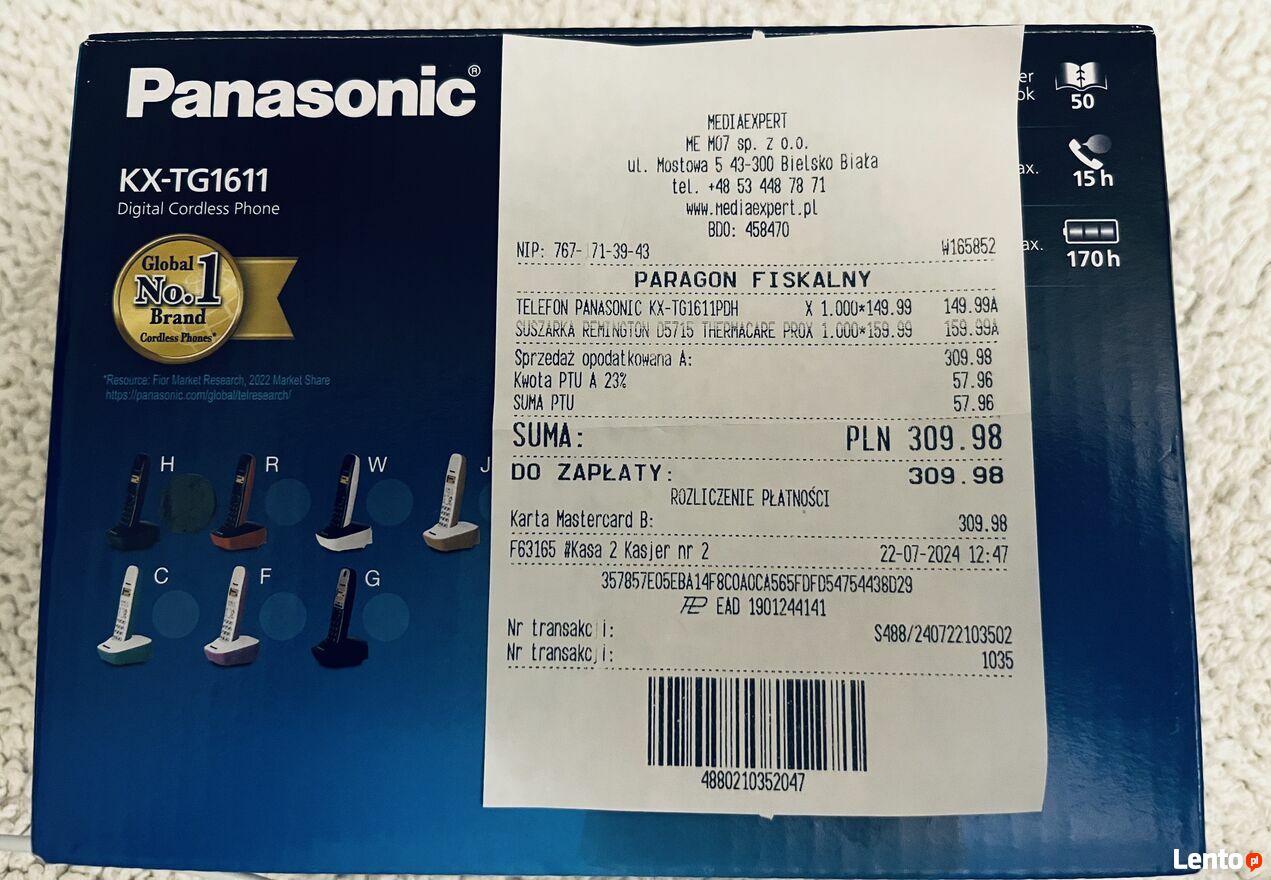 Panasonic®
KX-TG1611
Digital Cordless Phone
Global
No.1
Brand
Cordless Phones*
*Resource: Fior Market Research, 2022 Market Share
https://panasonic.com/global/telresearch/
H R W J
C F G
er
ok
50
ax.
15 h
ax.
170 h
MEDIAEXPERT
ME M07 sp. z o.o.
ul. Mostowa 5 43-300 Bielsko Biała
tel. +48 53 448 78 71
www.mediaexpert.pl
BDO: 458470
NIP: 767- 71-39-43 W165852
PARAGON FISKALNY
TELEFON PANASONIC KX-TG1611PDH X 1.000*149.99 149.99A
SUSZARKA REMINGTON D5715 THERMACARE PROX 1.000*159.99 159.99A
Sprzedaż opodatkowana A: 309.98
Kwota PTU A 23% 57.96
SUMA PTU 57.96
SUMA: PLN 309.98
DO ZAPŁATY: 309.98
ROZLICZENIE PŁATNOŚCI
Karta Mastercard B: 309.98
F63165 #Kasa 2 Kasjer nr 2 22-07-2024 12:47
357857E05EBA14F8C0A0CA565FDFD54754438D29
EAD 1901244141
Nr transakcji: S488/240722103502
Nr transakcji: 1035
4880210352047
Lento pl